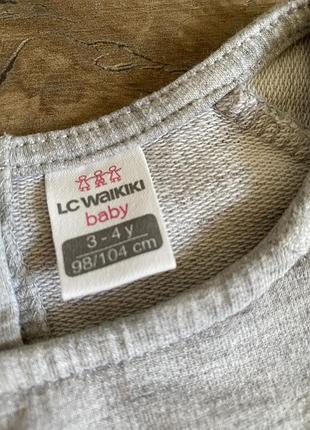 LC WAIKIKI
baby
3 - 4 y
98/104 cm